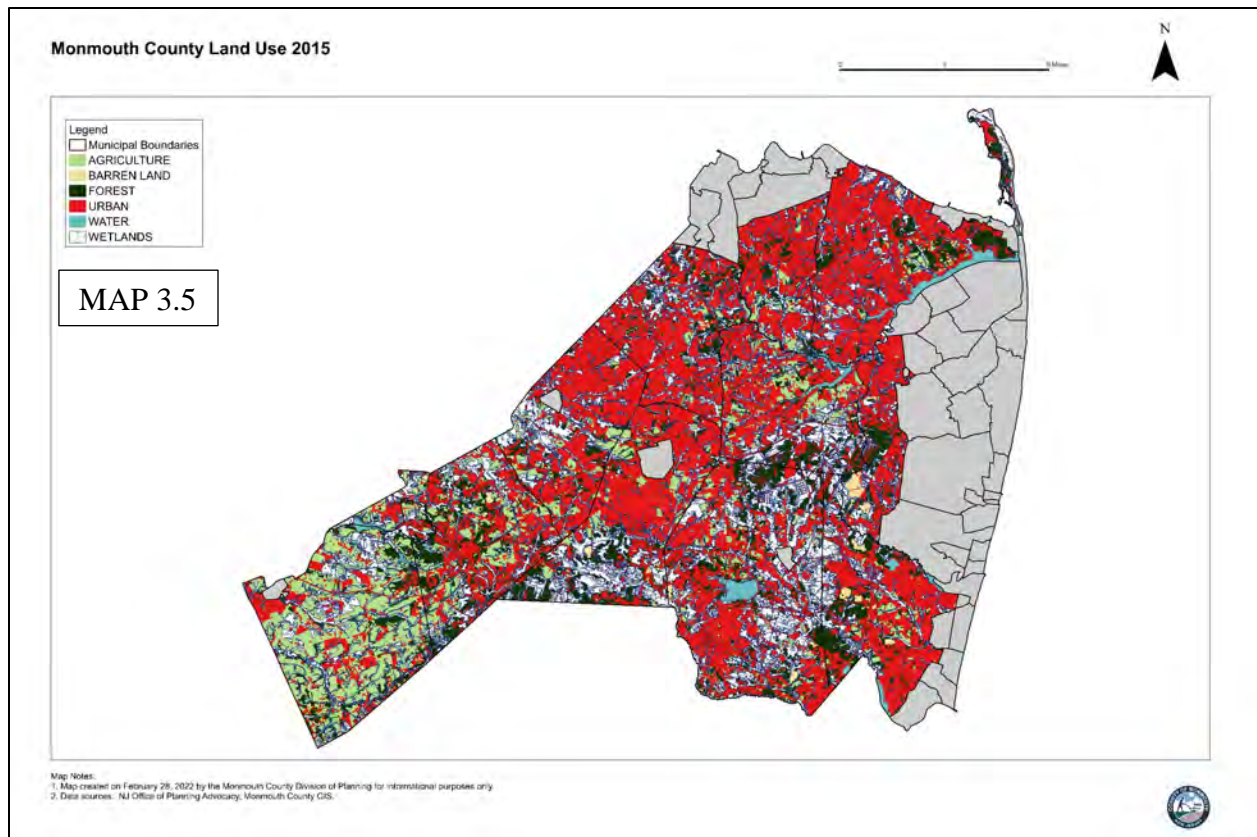 Monmouth County Land Use 2015
N
Legend
Municipal Boundaries
AGRICULTURE
BARREN LAND
FOREST
URBAN
WATER
WETLANDS
MAP 3.5
Map Notes:
1. Map created on February 28, 2022 by the Monmouth County Division of Planning for informational purposes only.
2. Data sources: NJ Office of Planning Advocacy, Monmouth County GIS.